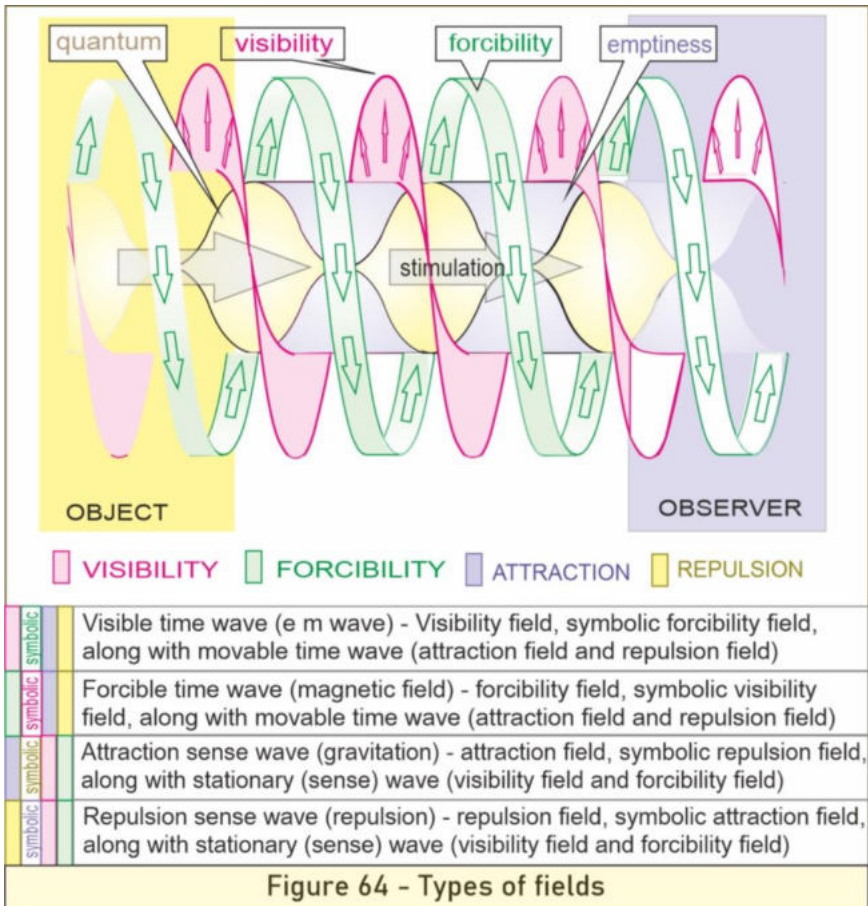 quantum
visibility
forcibility
emptiness
stimulation
OBJECT
OBSERVER
VISIBILITY
FORCIBILITY
ATTRACTION
REPULSION
symbolic
Visible time wave (e m wave) - Visibility field, symbolic forcibility field,
along with movable time wave (attraction field and repulsion field)
symbolic
Forcible time wave (magnetic field) - forcibility field, symbolic visibility
field, along with movable time wave (attraction field and repulsion field)
symbolic
Attraction sense wave (gravitation) - attraction field, symbolic repulsion field,
along with stationary (sense) wave (visibility field and forcibility field)
symbolic
Repulsion sense wave (repulsion) - repulsion field, symbolic attraction field,
along with stationary (sense) wave (visibility field and forcibility field)
Figure 64 - Types of fields